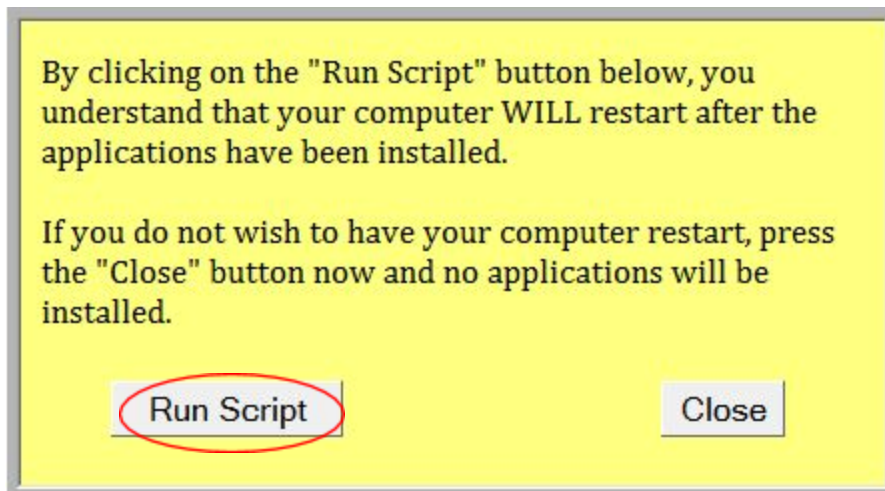 By clicking on the "Run Script" button below, you
understand that your computer WILL restart after the
applications have been installed.
If you do not wish to have your computer restart, press
the "Close" button now and no applications will be
installed.
Run Script Close